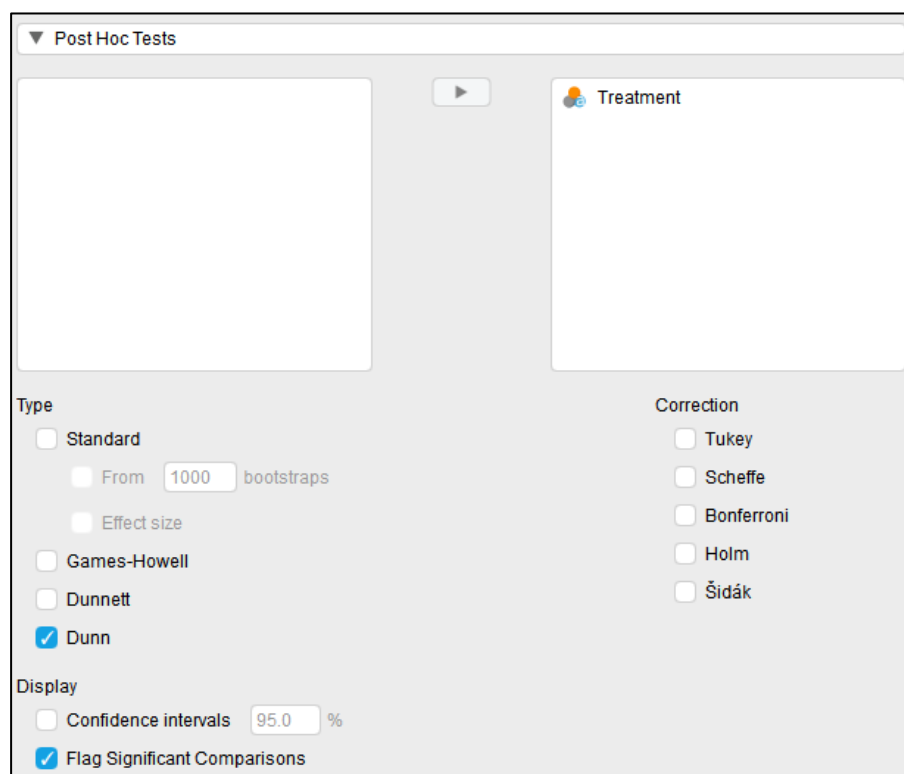 Post Hoc Tests
Treatment
Type
Standard
From 1000 bootstraps
Effect size
Games-Howell
Dunnett
Dunn
Correction
Tukey
Scheffe
Bonferroni
Holm
Šidák
Display
Confidence intervals 95.0 %
Flag Significant Comparisons